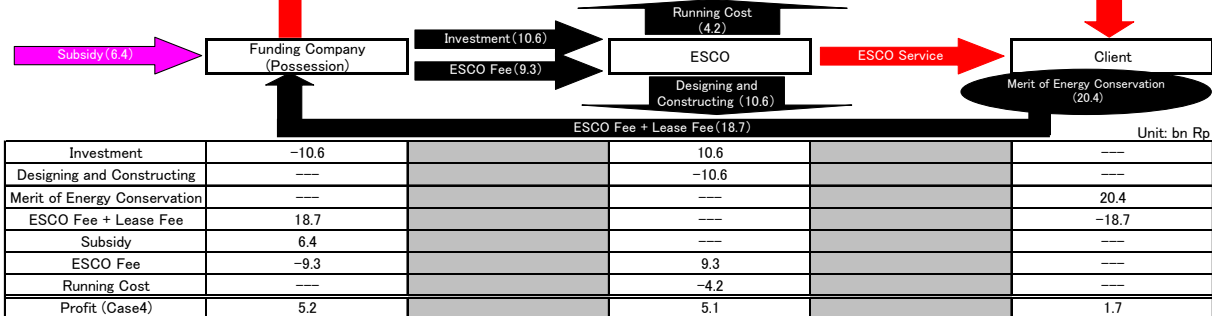 Running Cost
(4.2)
Subsidy(6.4)
Funding Company
(Possession)
Investment(10.6)
ESCO Fee(9.3)
ESCO
ESCO Service
Client
Designing and
Constructing (10.6)
Merit of Energy Conservation
(20.4)
ESCO Fee + Lease Fee(18.7)
Unit: bn Rp
Investment -10.6 10.6 ---
Designing and Constructing --- -10.6 ---
Merit of Energy Conservation --- --- 20.4
ESCO Fee + Lease Fee 18.7 --- -18.7
Subsidy 6.4 --- ---
ESCO Fee -9.3 9.3 ---
Running Cost --- -4.2 ---
Profit (Case4) 5.2 5.1 1.7